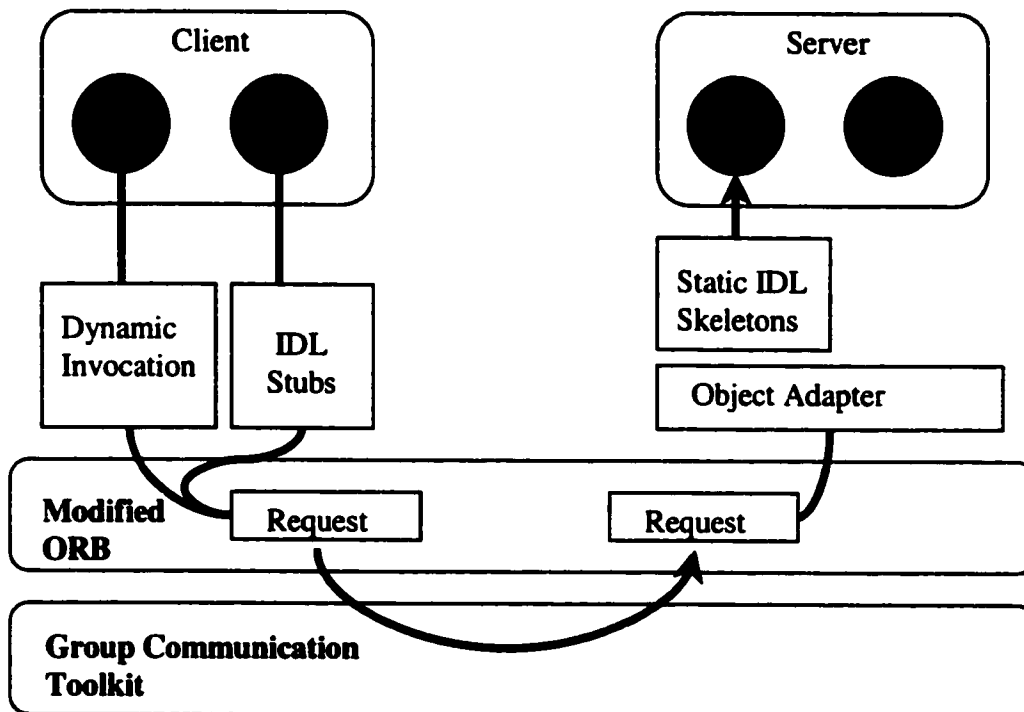 Client
Server
Dynamic
Invocation
IDL
Stubs
Static IDL
Skeletons
Object Adapter
Modified
ORB
Request
Request
Group Communication
Toolkit